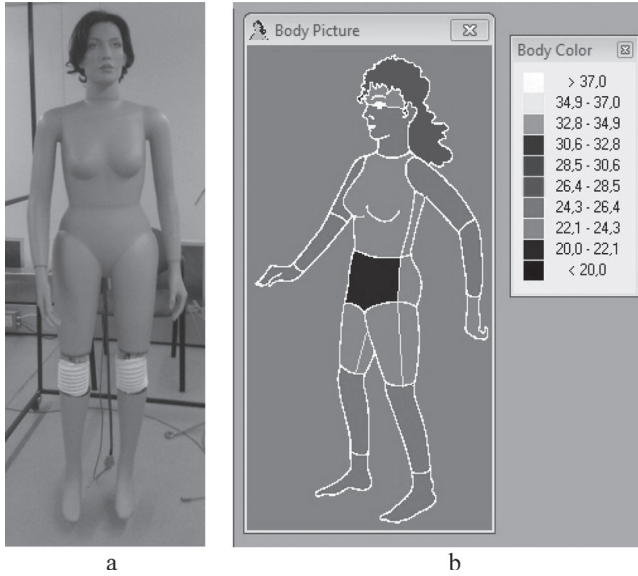 Body Picture
Body Color
> 37,0
34,9 - 37,0
32,8 - 34,9
30,6 - 32,8
28,5 - 30,6
26,4 - 28,5
24,3 - 26,4
22,1 - 24,3
20,0 - 22,1
< 20,0
a
b